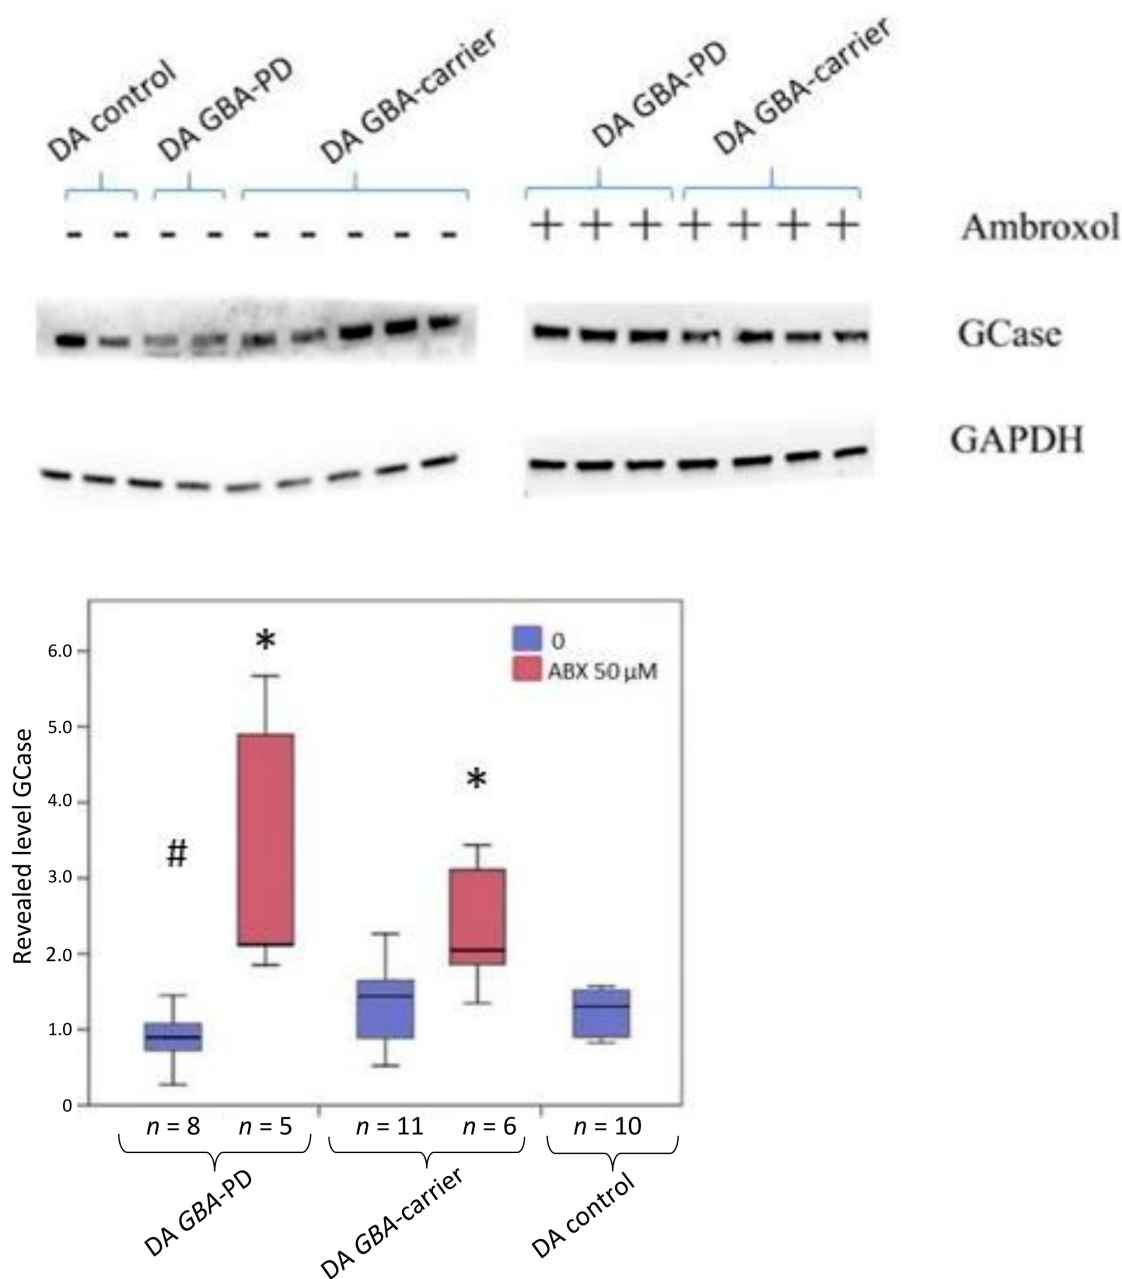 DA control
DA GBA-PD
DA GBA-carrier
DA GBA-PD
DA GBA-carrier
- - - - - - - - - + + + + + + + Ambroxol
GCase
GAPDH
Revealed level GCase
6.0
5.0
4.0
3.0
2.0
1.0
0
*
#
*
0
ABX 50 µM
n = 8 n = 5 n = 11 n = 6 n = 10
DA GBA-PD
DA GBA-carrier
DA control